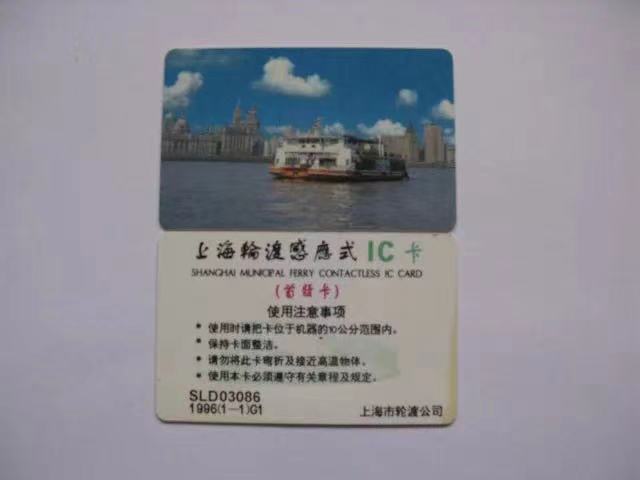 上海輪渡感應式IC卡
SHANGHAI MUNICIPAL FERRY CONTACTLESS IC CARD
(首發卡)
使用注意事项
• 使用时请把卡位于机器的10公分范围内。
• 保持卡面整洁。
• 请勿将此卡弯折及接近高温物体。
• 使用本卡必须遵守有关章程及规定。
SLD03086
1996(1-1)G1
上海市轮渡公司